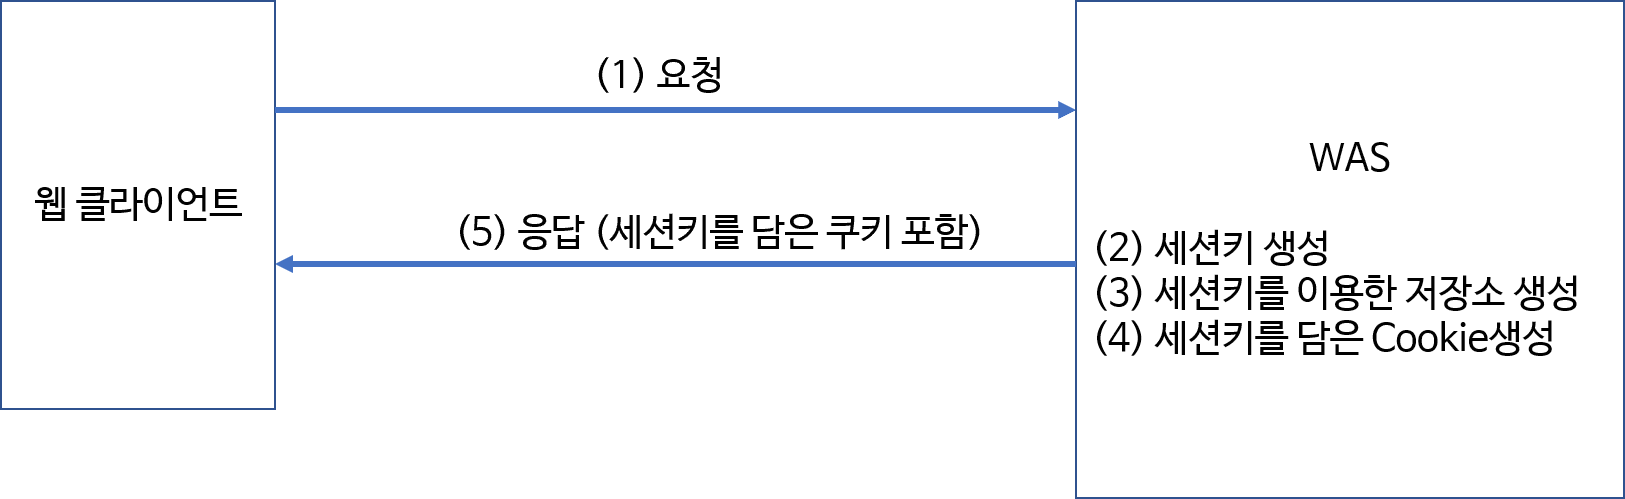 웹 클라이언트
(1) 요청
(5) 응답 (세션키를 담은 쿠키 포함)
WAS
(2) 세션키 생성
(3) 세션키를 이용한 저장소 생성
(4) 세션키를 담은 Cookie생성